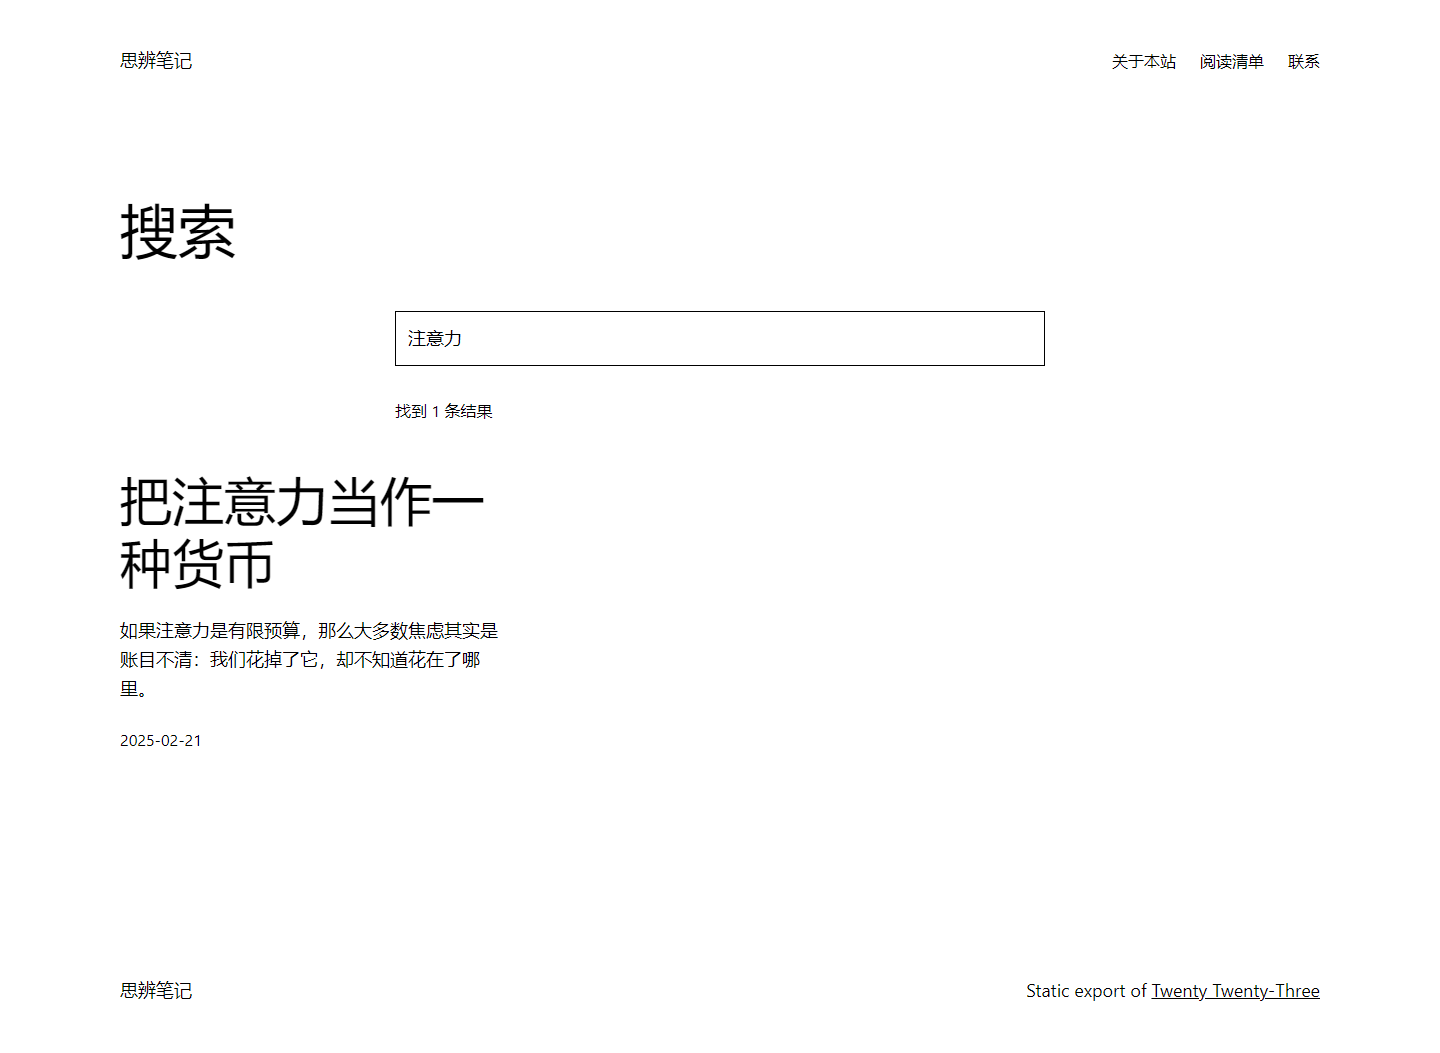 思辨笔记
关于本站 阅读清单 联系
搜索
注意力
找到 1 条结果
把注意力当作一
种货币
如果注意力是有限预算，那么大多数焦虑其实是
账目不清：我们花掉了它，却不知道花在了哪
里。
2025-02-21
思辨笔记
Static export of Twenty Twenty-Three